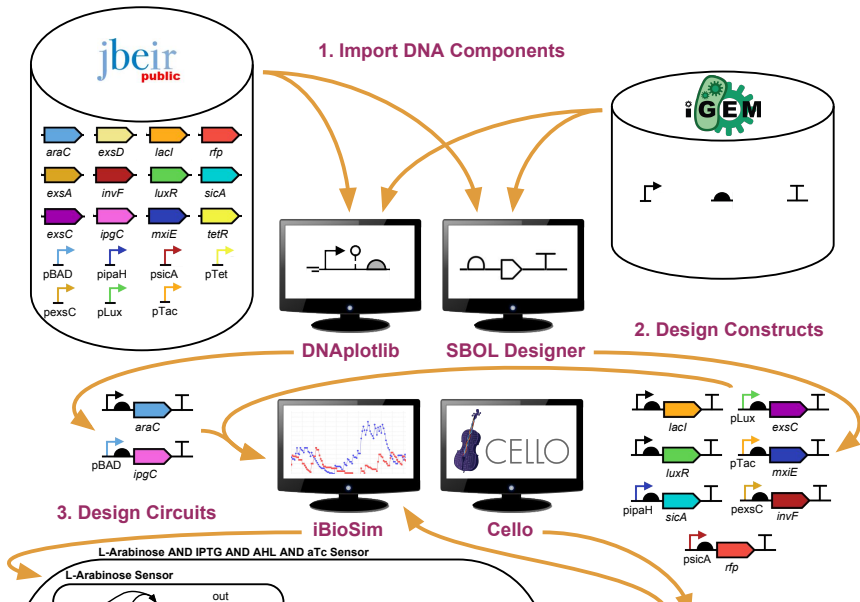 jbeir
public
1. Import DNA Components
iGEM
araC exsD lacI rfp
exsA invF luxR sicA
exsC ipgC mxiE tetR
pBAD pipaH psicA pTet
pexsC pLux pTac
DNAplotlib
SBOL Designer
2. Design Constructs
araC
pBAD
ipgC
CELLO
lacI
pLux
exsC
luxR
pTac
mxiE
pipaH
sicA
pexsC
invF
psicA
rfp
3. Design Circuits
iBioSim
Cello
L-Arabinose AND IPTG AND AHL AND aTc Sensor
L-Arabinose Sensor
out